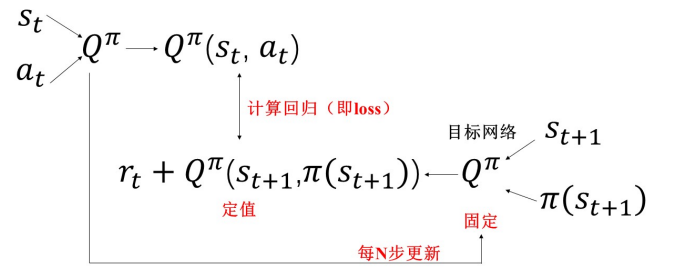 s_t
a_t
Q^π
Q^π(s_t, a_t)
计算回归（即loss）
目标网络
s_{t+1}
r_t + Q^π(s_{t+1},π(s_{t+1}))
Q^π
π(s_{t+1})
定值
固定
每N步更新